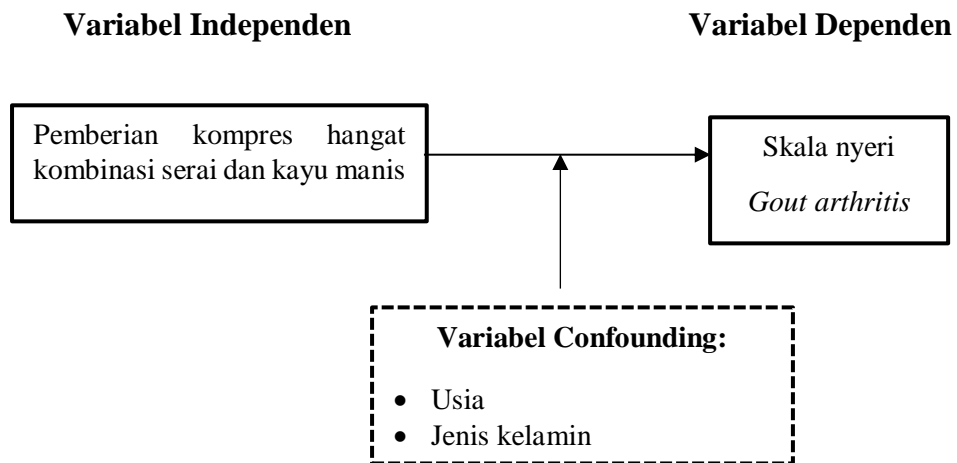 Variabel Independen
Variabel Dependen
Pemberian kompres hangat
kombinasi serai dan kayu manis
Skala nyeri
Gout arthritis
Variabel Confounding:
• Usia
• Jenis kelamin